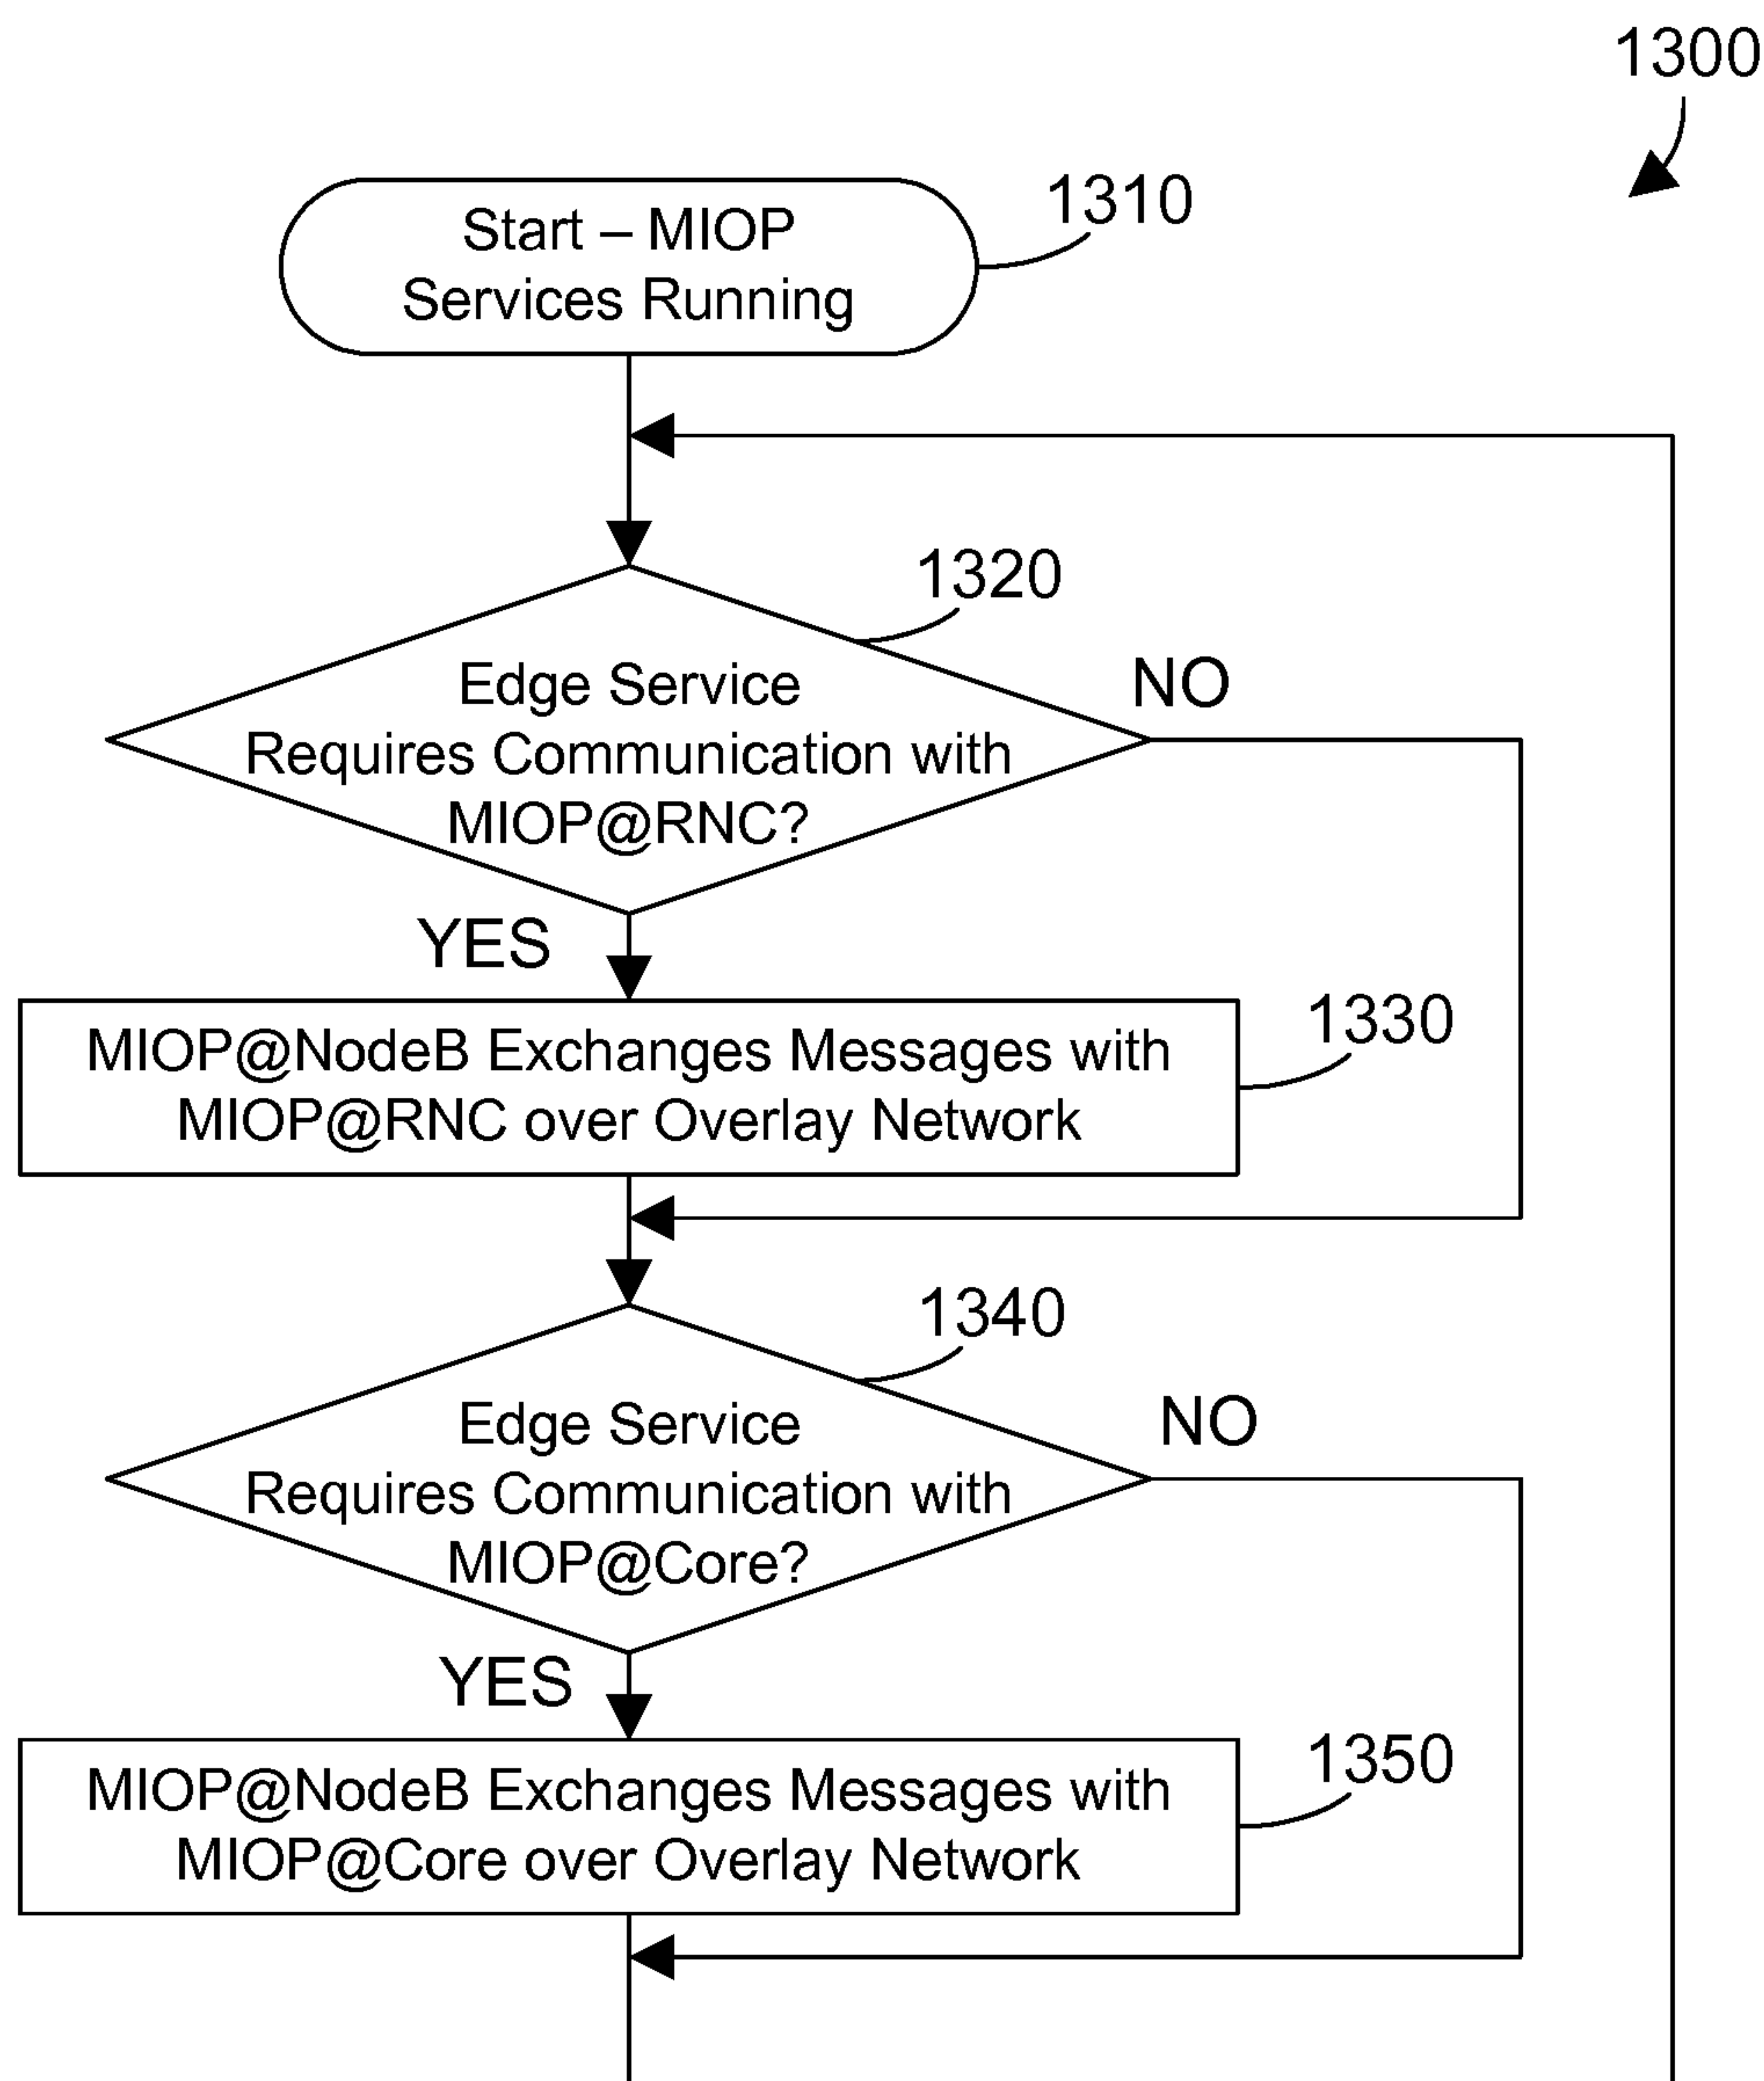 1300
Start – MIOP
Services Running
1310
1320
Edge Service
Requires Communication with
MIOP@RNC?
NO
YES
MIOP@NodeB Exchanges Messages with
MIOP@RNC over Overlay Network
1330
1340
Edge Service
Requires Communication with
MIOP@Core?
NO
YES
MIOP@NodeB Exchanges Messages with
MIOP@Core over Overlay Network
1350